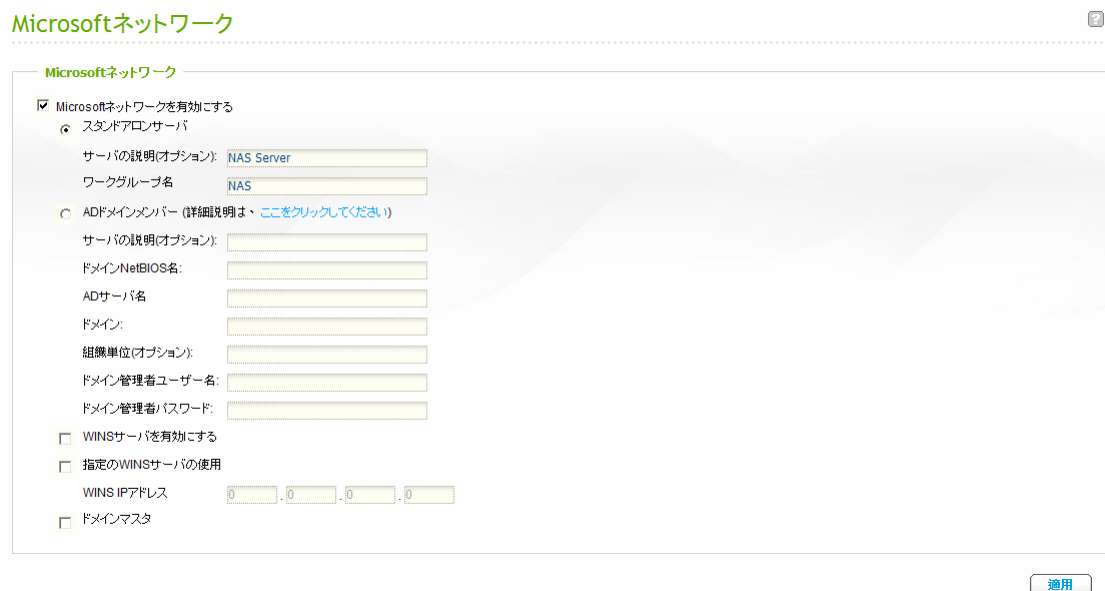 Microsoftネットワーク
?
Microsoftネットワーク
Microsoftネットワークを有効にする
スタンドアロンサーバ
サーバの説明(オプション): NAS Server
ワークグループ名 NAS
ADドメインメンバー (詳細説明は、ここをクリックしてください)
サーバの説明(オプション):
ドメインNetBIOS名:
ADサーバ名
ドメイン:
組織単位(オプション):
ドメイン管理者ユーザー名:
ドメイン管理者パスワード:
WINSサーバを有効にする
指定のWINSサーバの使用
WINS IPアドレス 0 . 0 . 0 . 0
ドメインマスタ
適用